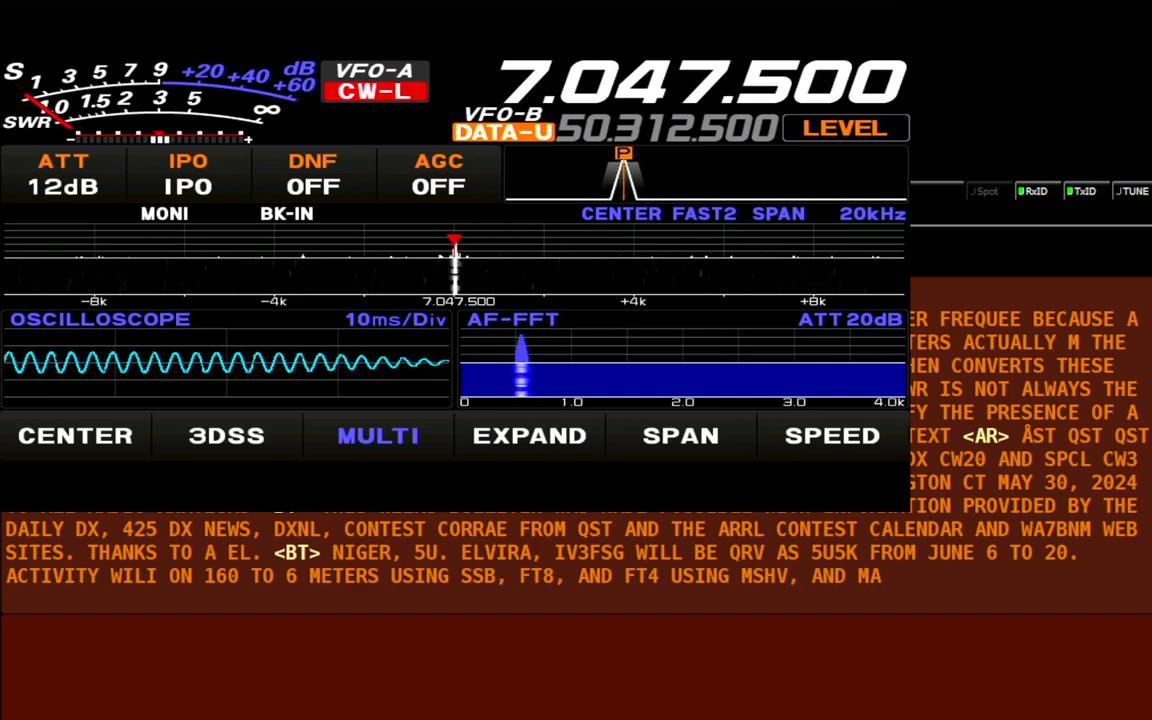 S 1 3 5 7 9 +20 +40 +60 dB
SWR 1.0 1.5 2 3 5 ∞
- +
VFO-A
CW-L
7.047.500
VFO-B
DATA-U 50.312.500 LEVEL
ATT IPO DNF AGC
12dB IPO OFF OFF
P
Spot RxID TxID TUNE
MONI BK-IN CENTER FAST2 SPAN 20kHz
-8k -4k 7.047.500 +4k +8k
OSCILLOSCOPE 10ms/Div AF-FFT ATT 20dB
0 1.0 2.0 3.0 4.0k
CENTER 3DSS MULTI EXPAND SPAN SPEED
ER FREQUEE BECAUSE A
TERS ACTUALLY M THE
HEN CONVERTS THESE
WR IS NOT ALWAYS THE
FY THE PRESENCE OF A
TEXT <AR> ÅST QST QST
OX CW20 AND SPCL CW3
GTON CT MAY 30, 2024
TION PROVIDED BY THE
DAILY DX, 425 DX NEWS, DXNL, CONTEST CORRAE FROM QST AND THE ARRL CONTEST CALENDAR AND WA7BNM WEB
SITES. THANKS TO A EL. <BT> NIGER, 5U. ELVIRA, IV3FSG WILL BE QRV AS 5U5K FROM JUNE 6 TO 20.
ACTIVITY WILI ON 160 TO 6 METERS USING SSB, FT8, AND FT4 USING MSHV, AND MA